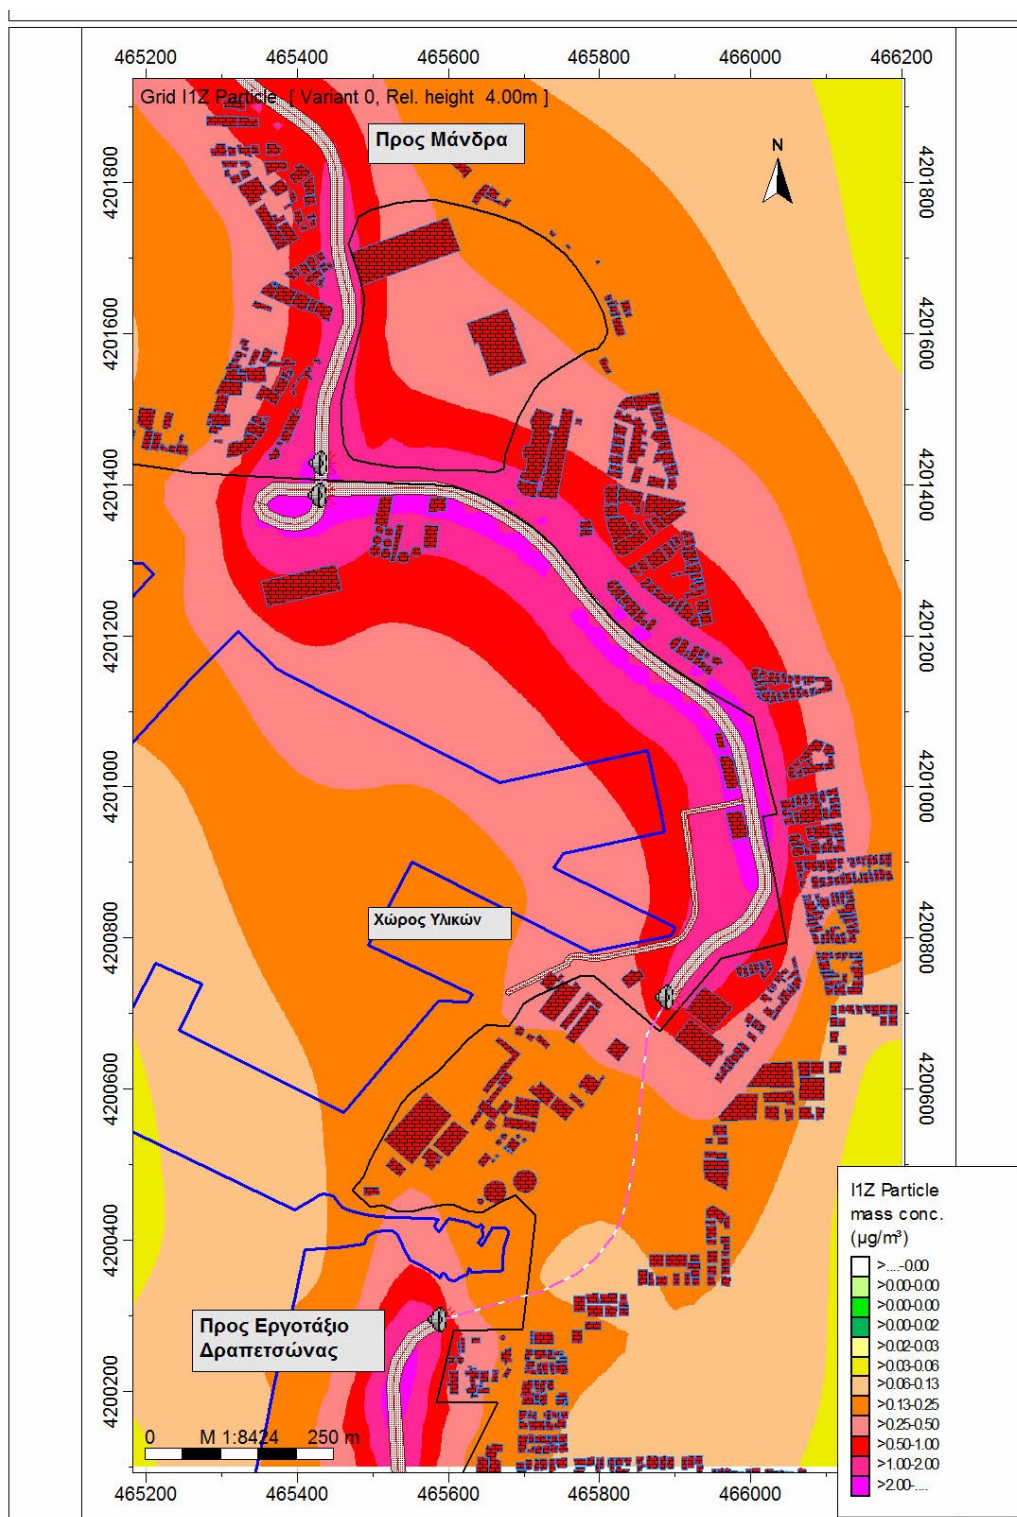 465200 465400 465600 465800 466000 466200
Grid I1Z Particle [ Variant 0, Rel. height 4.00m ]
Προς Μάνδρα
N
4201800 4201800
4201600 4201600
4201400 4201400
4201200 4201200
4201000 4201000
Χώρος Υλικών
4200800 4200800
4200600 4200600
4200400
Προς Εργοτάξιο
Δραπετσώνας
4200200
0 M 1:8424 250 m
465200 465400 465600 465800 466000
I1Z Particle
mass conc.
(µg/m³)
>...-0.00
>0.00-0.00
>0.00-0.00
>0.00-0.02
>0.02-0.03
>0.03-0.06
>0.06-0.13
>0.13-0.25
>0.25-0.50
>0.50-1.00
>1.00-2.00
>2.00-....